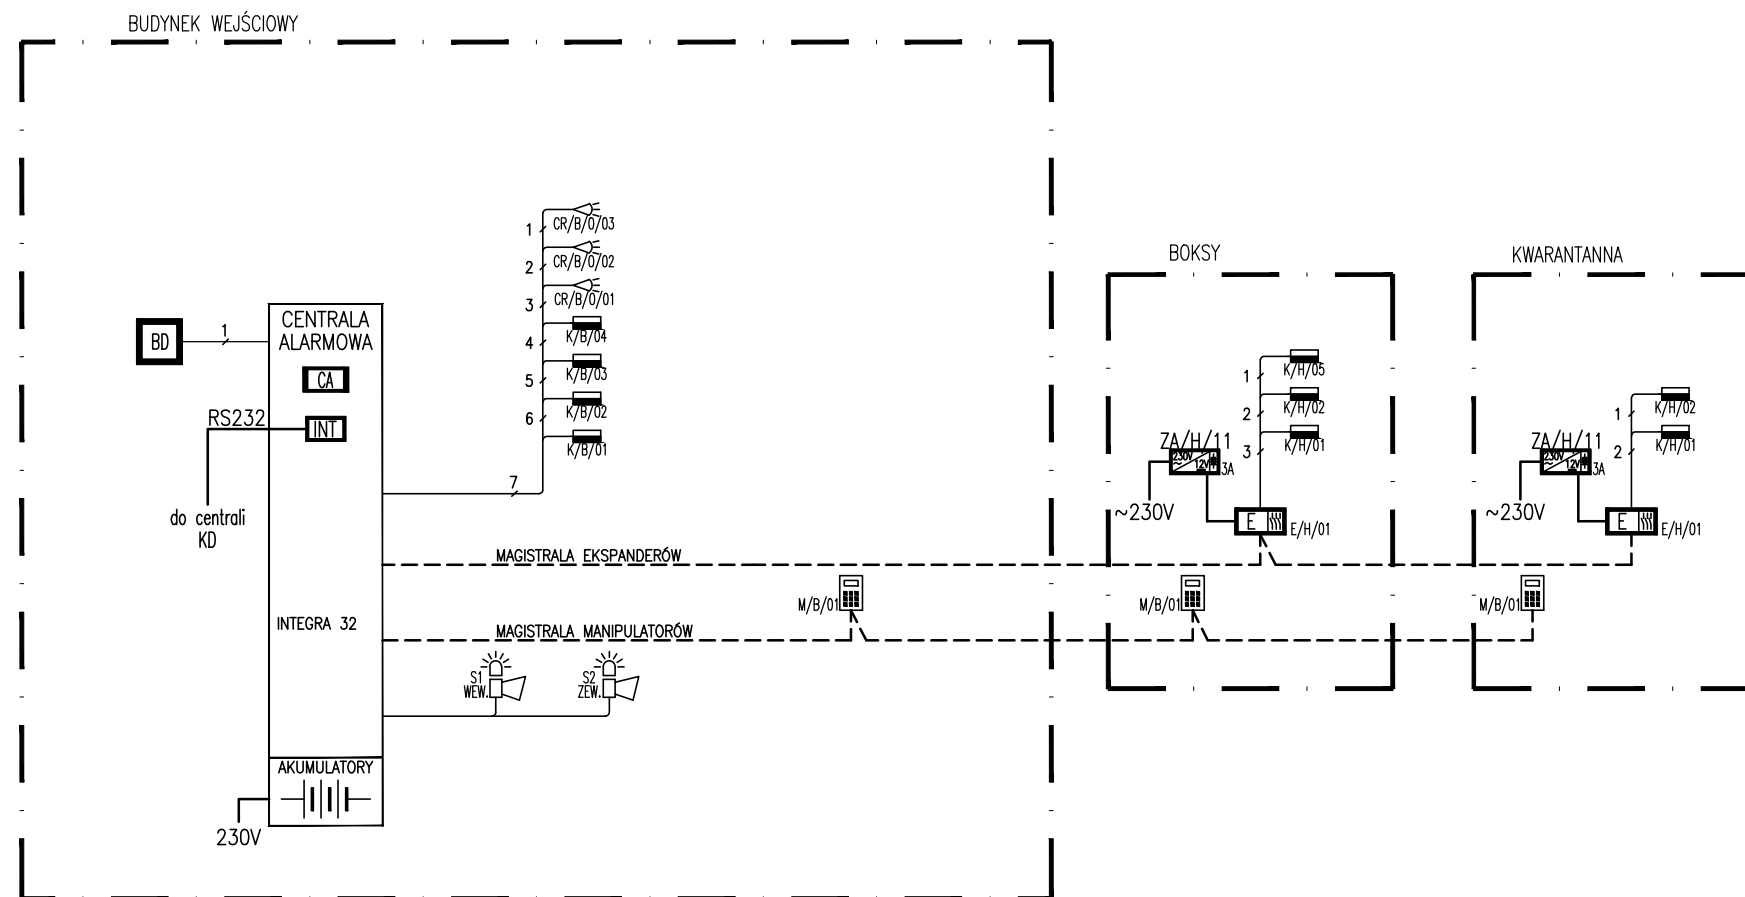 BUDYNEK WEJŚCIOWY
BD
1
CENTRALA
ALARMOWA
CA
RS232
INT
do centrali
KD
INTEGRA 32
AKUMULATORY
230V
1
CR/B/0/03
2
CR/B/0/02
3
CR/B/0/01
4
K/B/04
5
K/B/03
6
K/B/02
K/B/01
7
MAGISTRALA EKSPANDERÓW
M/B/01
MAGISTRALA MANIPULATORÓW
S1
WEW.
S2
ZEW.
BOKSY
1
K/H/05
2
K/H/02
3
K/H/01
ZA/H/11
230V
~
12V
3A
~230V
E
E/H/01
M/B/01
KWARANTANNA
1
K/H/02
2
K/H/01
ZA/H/11
230V
~
12V
3A
~230V
E
E/H/01
M/B/01